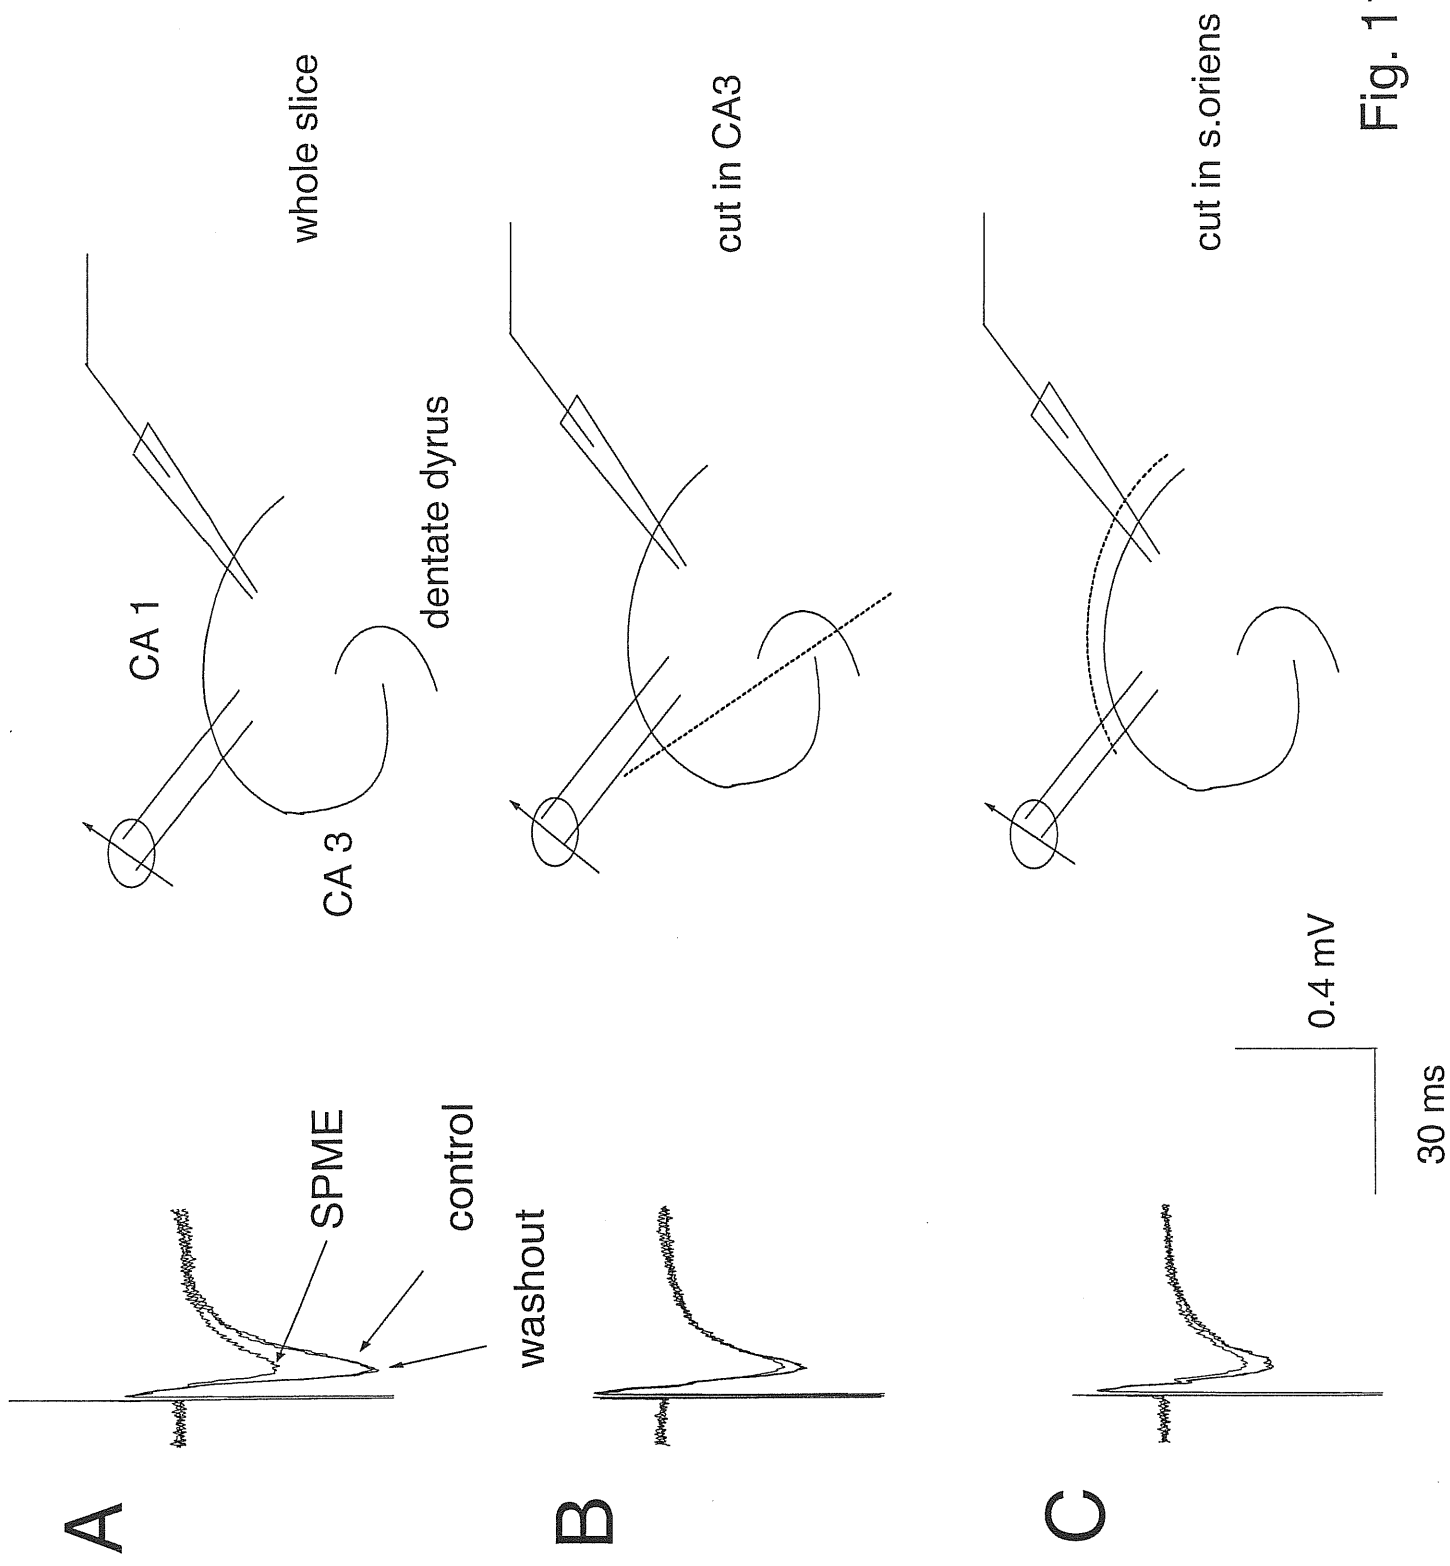 A
SPME
control
washout
CA 1
CA 3
dentate dyrus
whole slice
B
cut in CA3
C
0.4 mV
30 ms
cut in s.oriens
Fig. 1